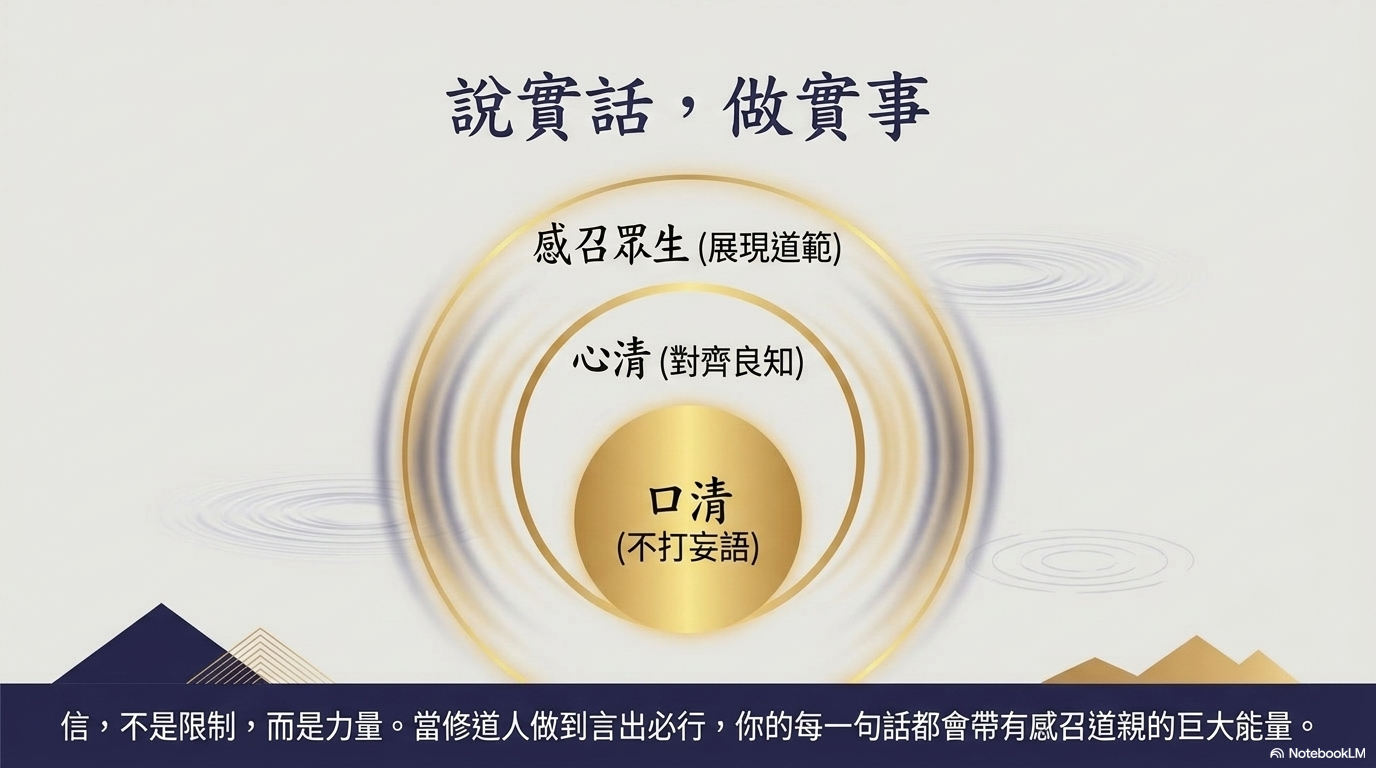 說實話，做實事
感召眾生 (展現道範)
心清 (對齊良知)
口清
(不打妄語)
信，不是限制，而是力量。當修道人做到言出必行，你的每一句話都會帶有感召道親的巨大能量。
NotebookLM